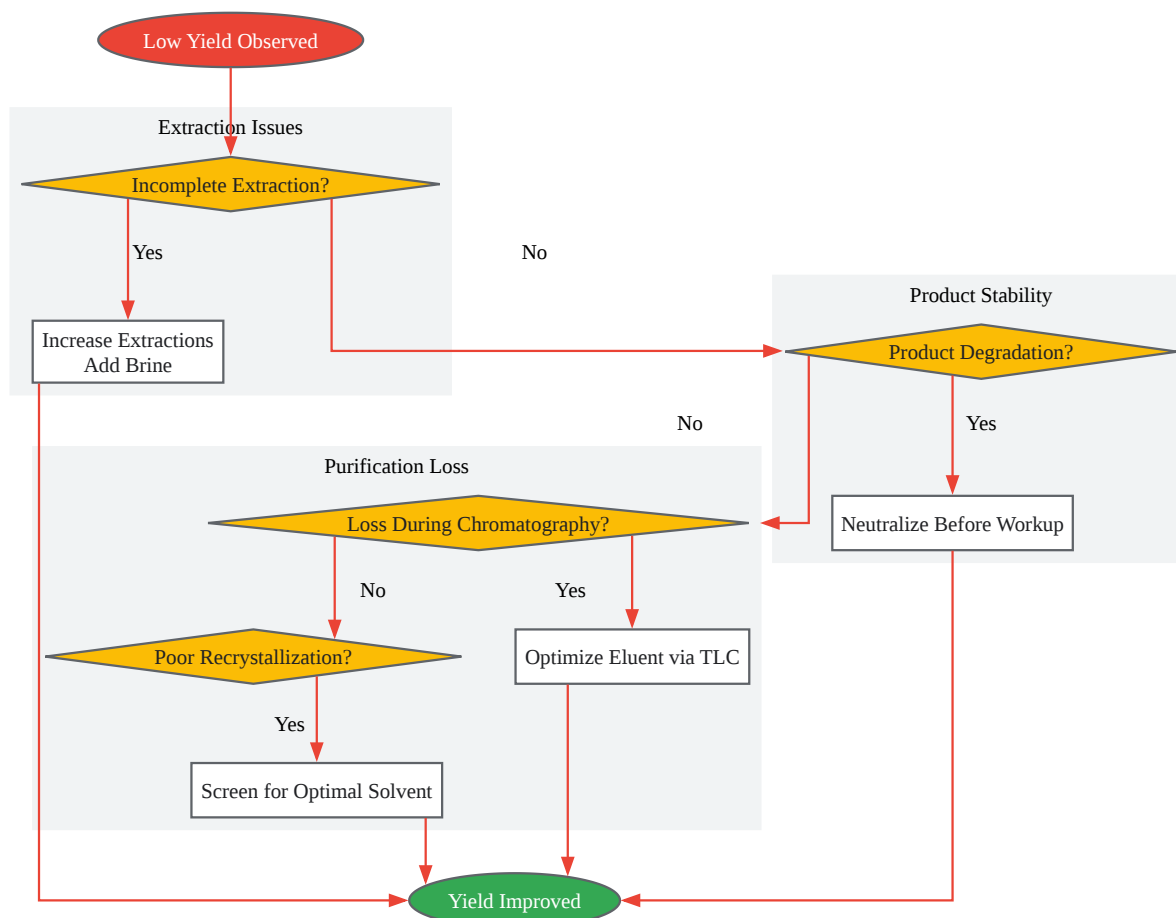 Low Yield Observed
Extraction Issues
Incomplete Extraction?
Yes
No
Increase Extractions
Add Brine
Product Stability
Product Degradation?
No
Yes
Purification Loss
Loss During Chromatography?
Neutralize Before Workup
No
Yes
Poor Recrystallization?
Optimize Eluent via TLC
Yes
Screen for Optimal Solvent
Yield Improved